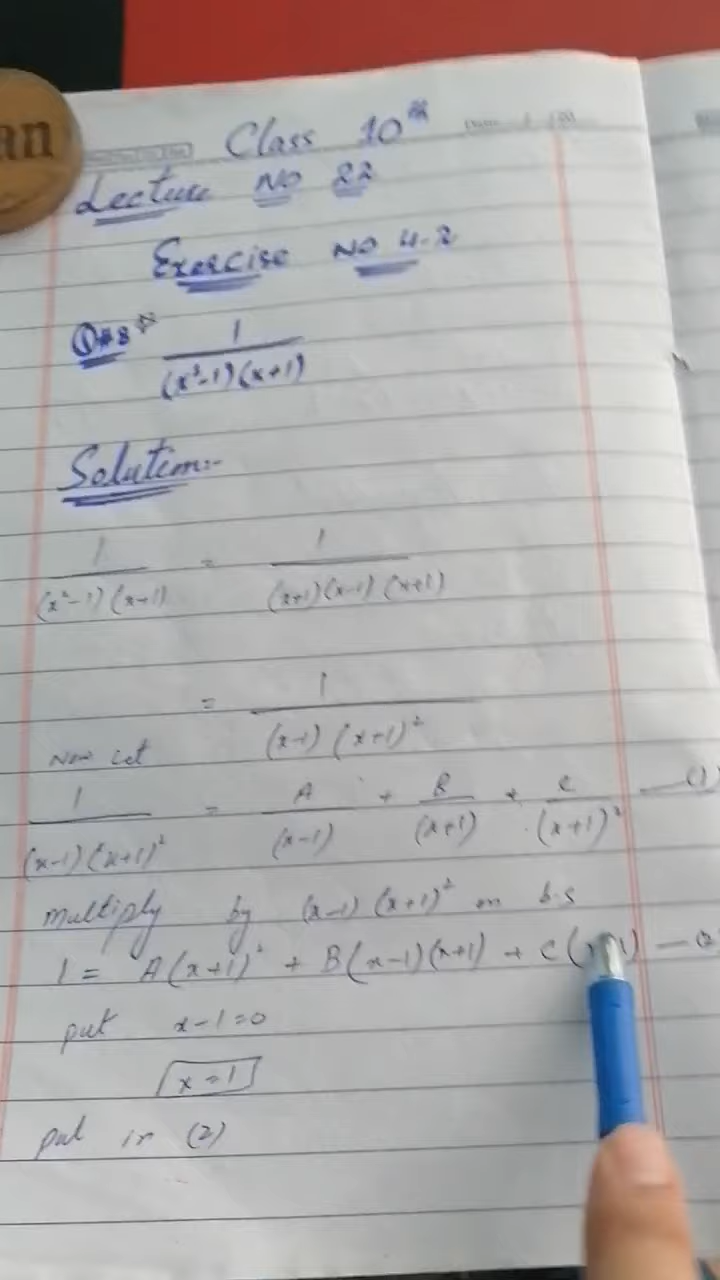 an
Class 10th
Lecture NO 22
Exercise NO 4.2
Q#8
1
(x²-1)(x+1)
Solution:-
1 = 1
(x²-1)(x+1) (x+1)(x-1)(x+1)
= 1
(x-1)(x+1)²
Now Let
1 = A + B + C —(1)
(x-1)(x+1)² (x-1) (x+1) (x+1)²
multiply by (x-1)(x+1)² on b.s
1 = A(x+1)² + B(x-1)(x+1) + C( ) —(2)
put x-1=0
x=1
put in (2)